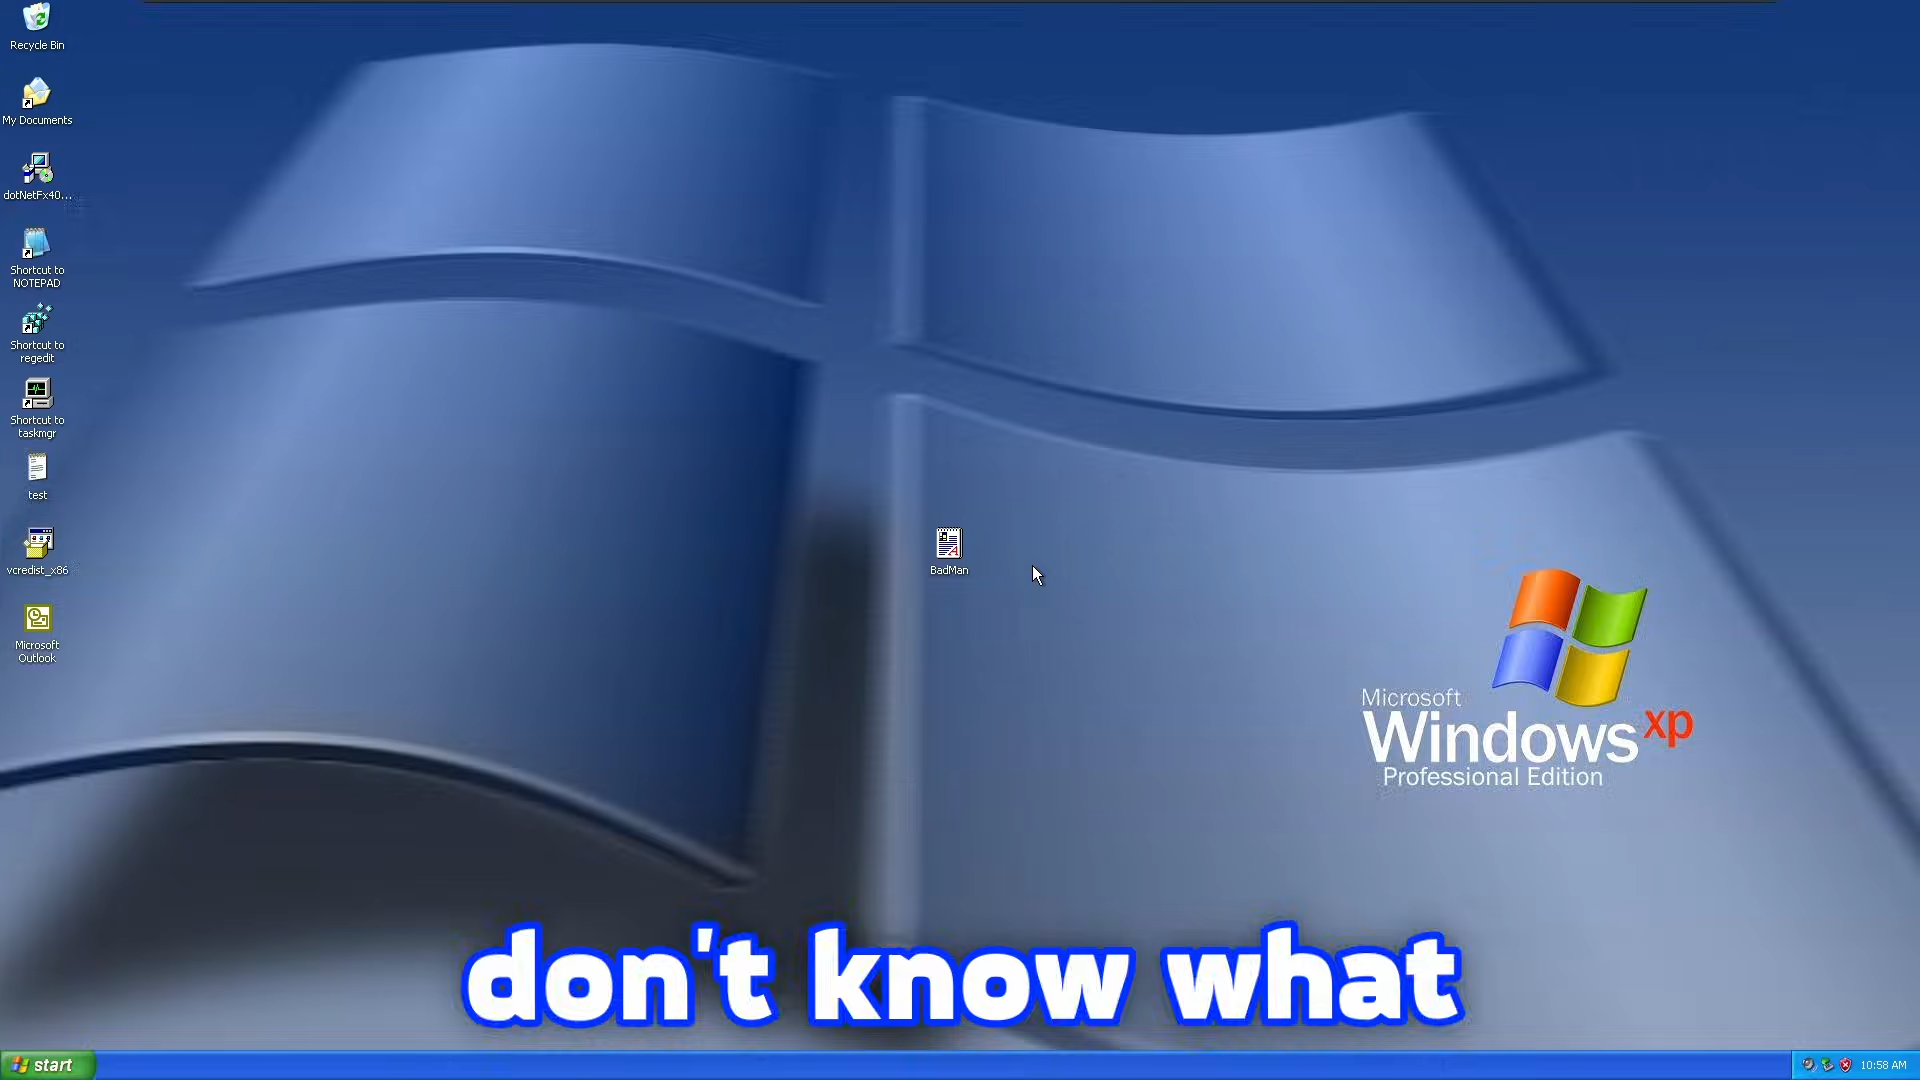 Recycle Bin
My Documents
dotNetFx40...
Shortcut to
NOTEPAD
Shortcut to
regedit
Shortcut to
taskmgr
test
vcredist_x86
Microsoft
Outlook
BadMan
Microsoft
Windows xp
Professional Edition
don't know what
start
10:58 AM